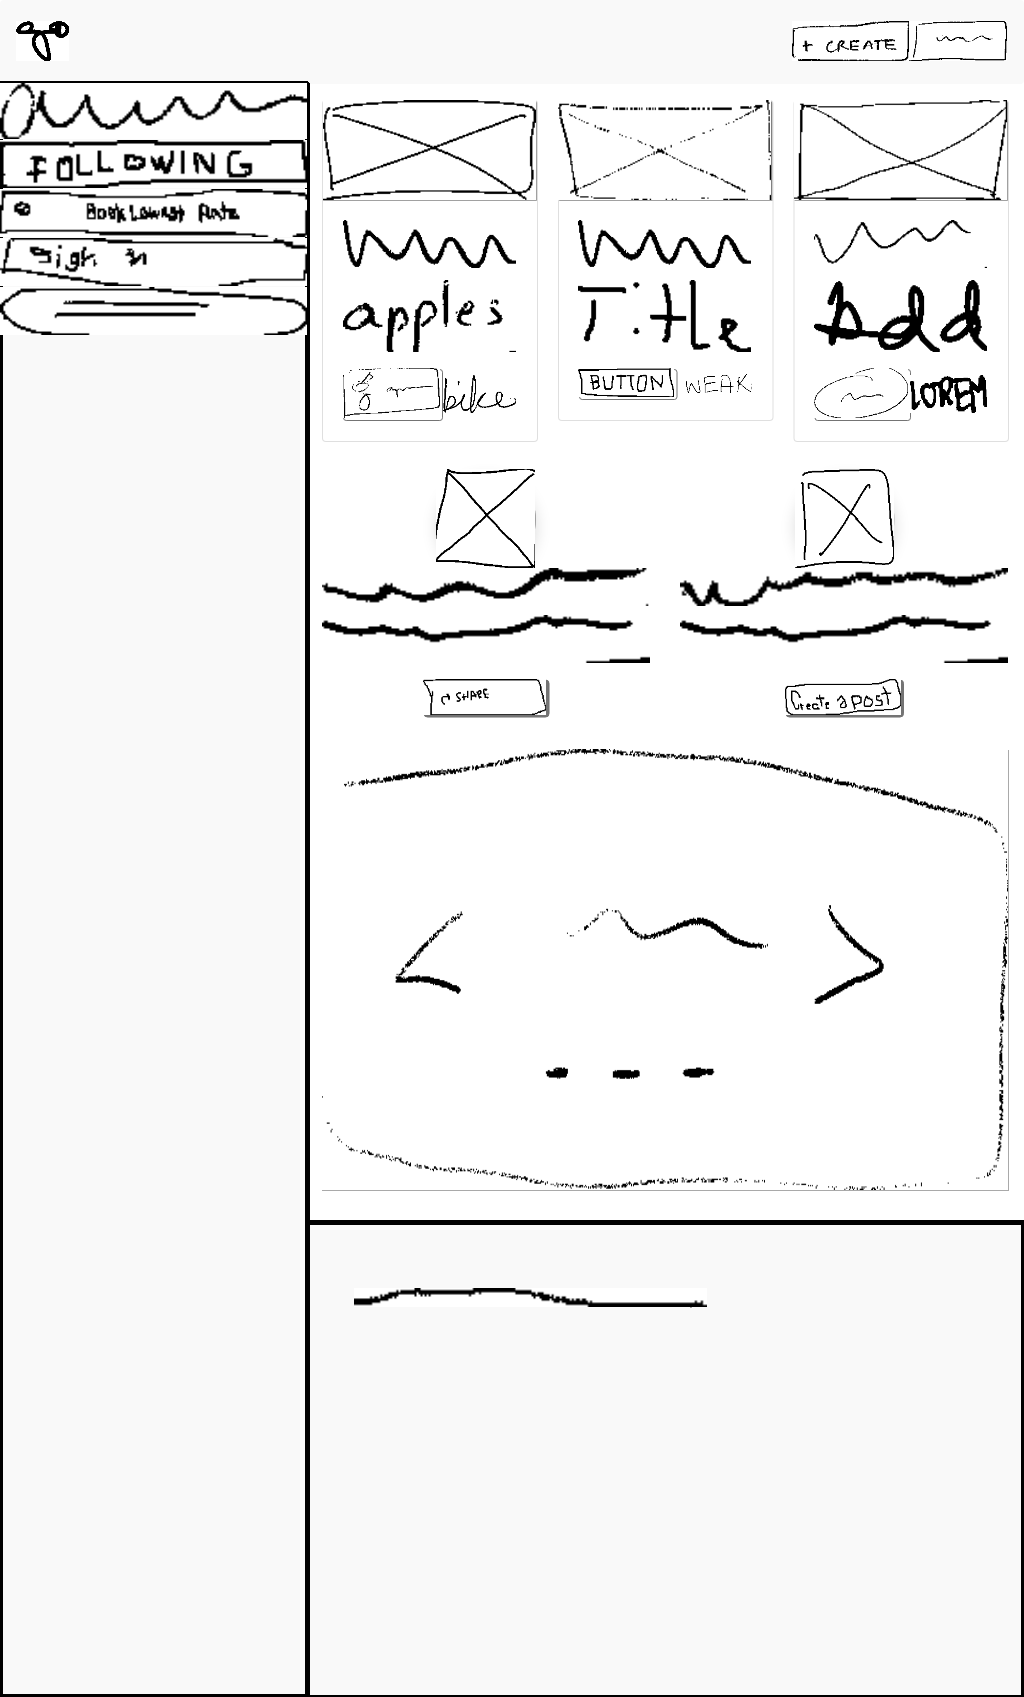 + CREATE
FOLLOWING
Book Lowest Rate
Sign in
apples
Title
Add
bike
BUTTON
WEAK
LOREM
SHARE
Create a post